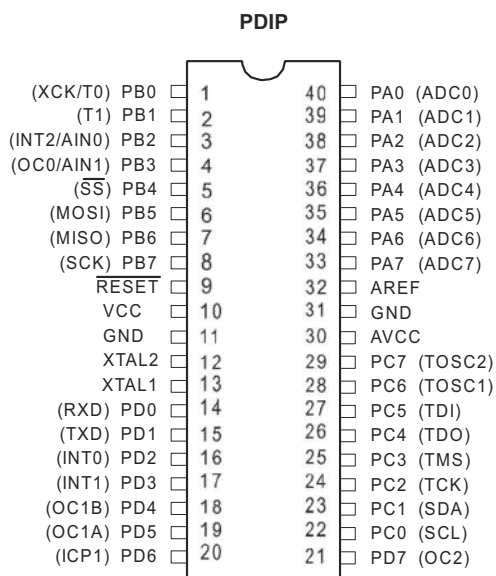 PDIP
(XCK/T0) PB0 1 40 PA0 (ADC0)
(T1) PB1 2 39 PA1 (ADC1)
(INT2/AIN0) PB2 3 38 PA2 (ADC2)
(OC0/AIN1) PB3 4 37 PA3 (ADC3)
(S̅S̅) PB4 5 36 PA4 (ADC4)
(MOSI) PB5 6 35 PA5 (ADC5)
(MISO) PB6 7 34 PA6 (ADC6)
(SCK) PB7 8 33 PA7 (ADC7)
R̅E̅S̅E̅T̅ 9 32 AREF
VCC 10 31 GND
GND 11 30 AVCC
XTAL2 12 29 PC7 (TOSC2)
XTAL1 13 28 PC6 (TOSC1)
(RXD) PD0 14 27 PC5 (TDI)
(TXD) PD1 15 26 PC4 (TDO)
(INT0) PD2 16 25 PC3 (TMS)
(INT1) PD3 17 24 PC2 (TCK)
(OC1B) PD4 18 23 PC1 (SDA)
(OC1A) PD5 19 22 PC0 (SCL)
(ICP1) PD6 20 21 PD7 (OC2)